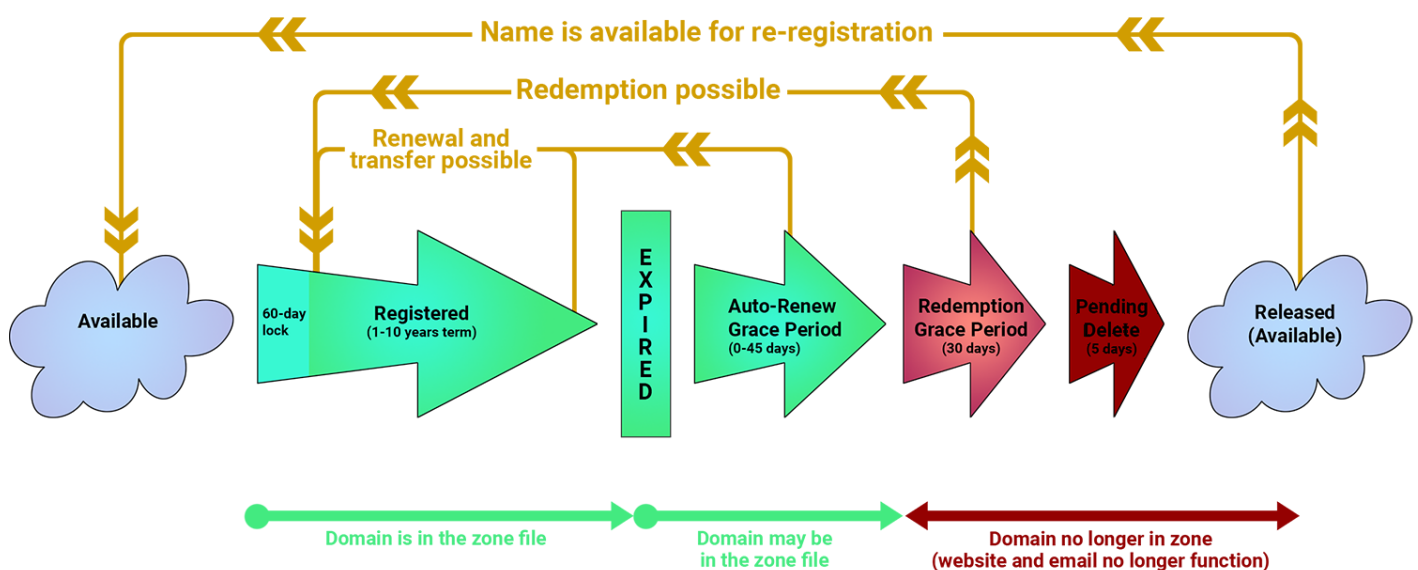 Name is available for re-registration
Redemption possible
Renewal and
transfer possible
Available
60-day
lock
Registered
(1-10 years term)
EXPIRED
Auto-Renew
Grace Period
(0-45 days)
Redemption
Grace Period
(30 days)
Pending
Delete
(5 days)
Released
(Available)
Domain is in the zone file
Domain may be
in the zone file
Domain no longer in zone
(website and email no longer function)